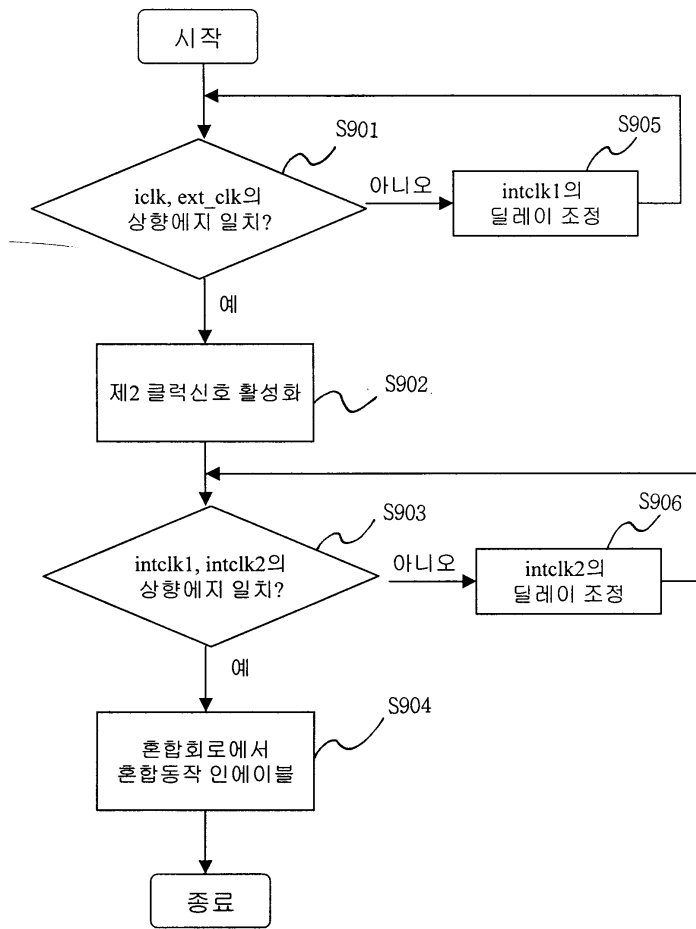 시작
S901
S905
iclk, ext_clk의
상향에지 일치?
아니오
intclk1의
딜레이 조정
예
제2 클럭신호 활성화
S902
S903
S906
intclk1, intclk2의
상향에지 일치?
아니오
intclk2의
딜레이 조정
예
S904
혼합회로에서
혼합동작 인에이블
종료